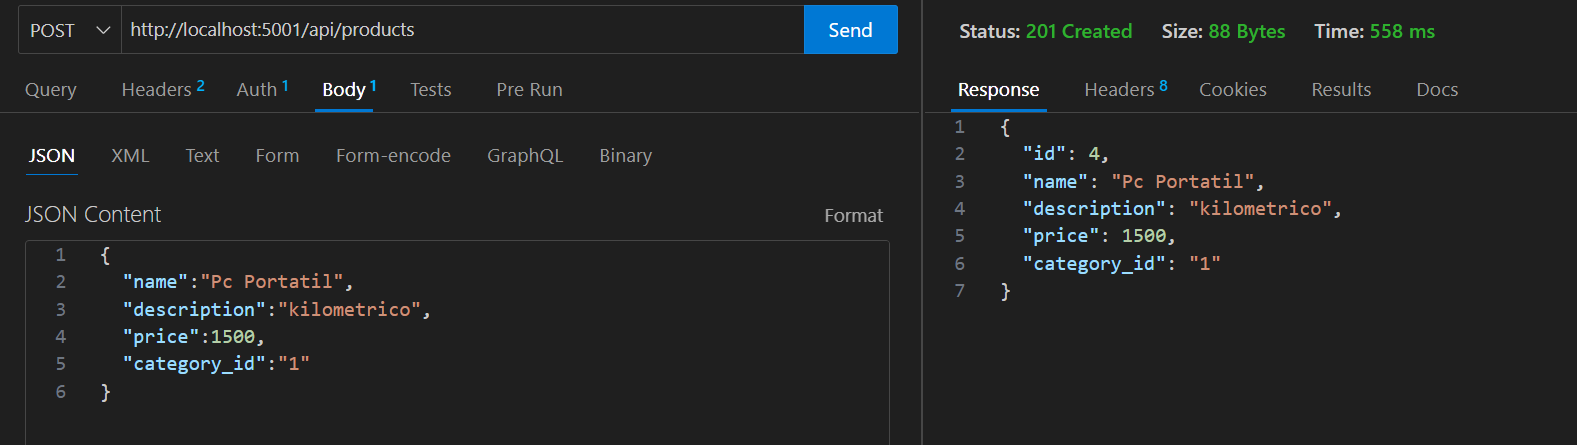 POST http://localhost:5001/api/products Send
Query Headers 2 Auth 1 Body 1 Tests Pre Run
JSON XML Text Form Form-encode GraphQL Binary
JSON Content Format
1 {
2 "name":"Pc Portatil",
3 "description":"kilometrico",
4 "price":1500,
5 "category_id":"1"
6 }
Status: 201 Created Size: 88 Bytes Time: 558 ms
Response Headers 8 Cookies Results Docs
1 {
2 "id": 4,
3 "name": "Pc Portatil",
4 "description": "kilometrico",
5 "price": 1500,
6 "category_id": "1"
7 }